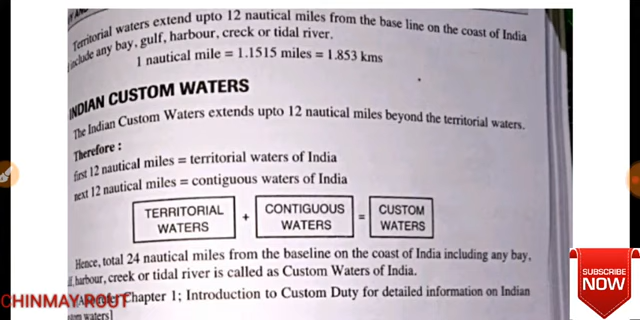 Territorial waters extend upto 12 nautical miles from the base line on the coast of India
include any bay, gulf, harbour, creck or tidal river.
1 nautical mile = 1.1515 miles = 1.853 kms
INDIAN CUSTOM WATERS
The Indian Custom Waters extends upto 12 nautical miles beyond the territorial waters.
Therefore :
first 12 nautical miles = territorial waters of India
next 12 nautical miles = contiguous waters of India
TERRITORIAL WATERS + CONTIGUOUS WATERS = CUSTOM WATERS
Hence, total 24 nautical miles from the baseline on the coast of India including any bay,
harbour, creek or tidal river is called as Custom Waters of India.
Chapter 1; Introduction to Custom Duty for detailed information on Indian
waters]
CHINMAY ROUT
SUBSCRIBE
NOW